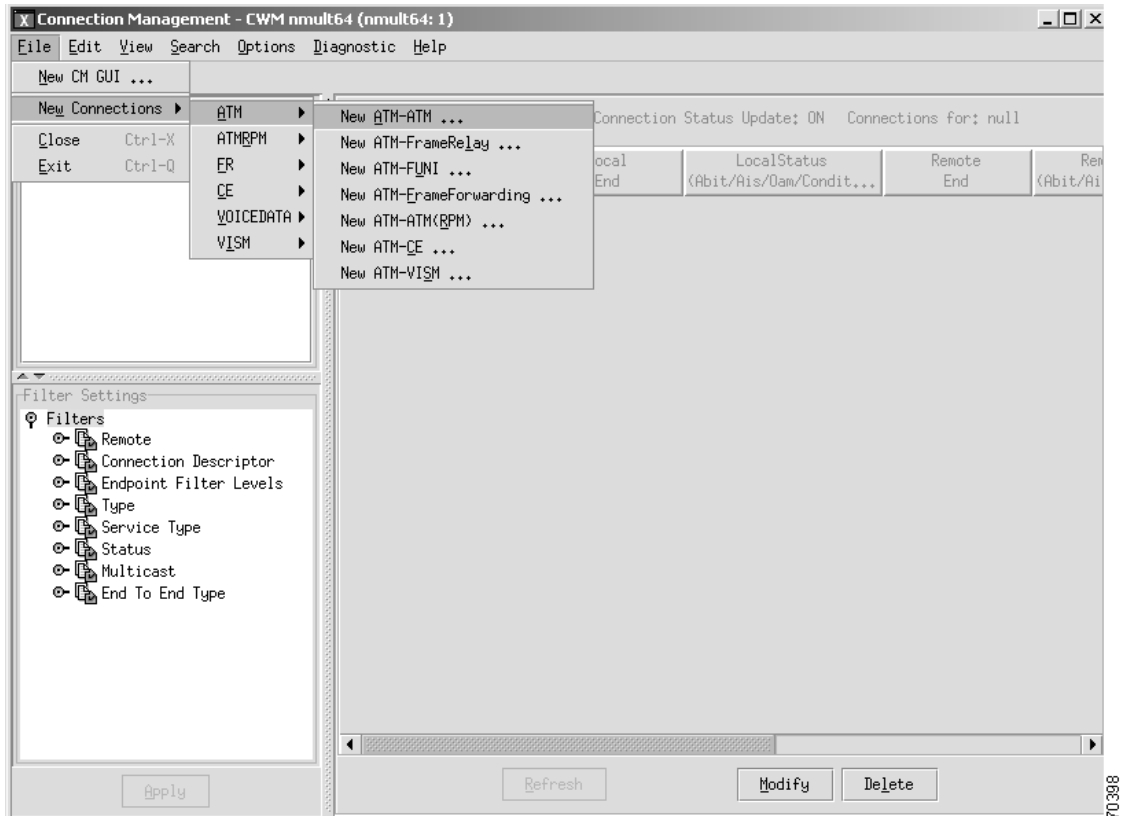 X Connection Management - CWM nmult64 (nmult64: 1)
File Edit View Search Options Diagnostic Help
New CM GUI ...
New Connections
Close Ctrl-X
Exit Ctrl-Q
ATM
ATMRPM
FR
CE
VOICEDATA
VISM
New ATM-ATM ...
New ATM-FrameRelay ...
New ATM-FUNI ...
New ATM-FrameForwarding ...
New ATM-ATM(RPM) ...
New ATM-CE ...
New ATM-VISM ...
Connection Status Update: ON Connections for: null
ocal End
LocalStatus (Abit/Ais/Oam/Condit...
Remote End
Rem (Abit/Ai
Filter Settings
Filters
Remote
Connection Descriptor
Endpoint Filter Levels
Type
Service Type
Status
Multicast
End To End Type
Apply
Refresh
Modify
Delete
70398